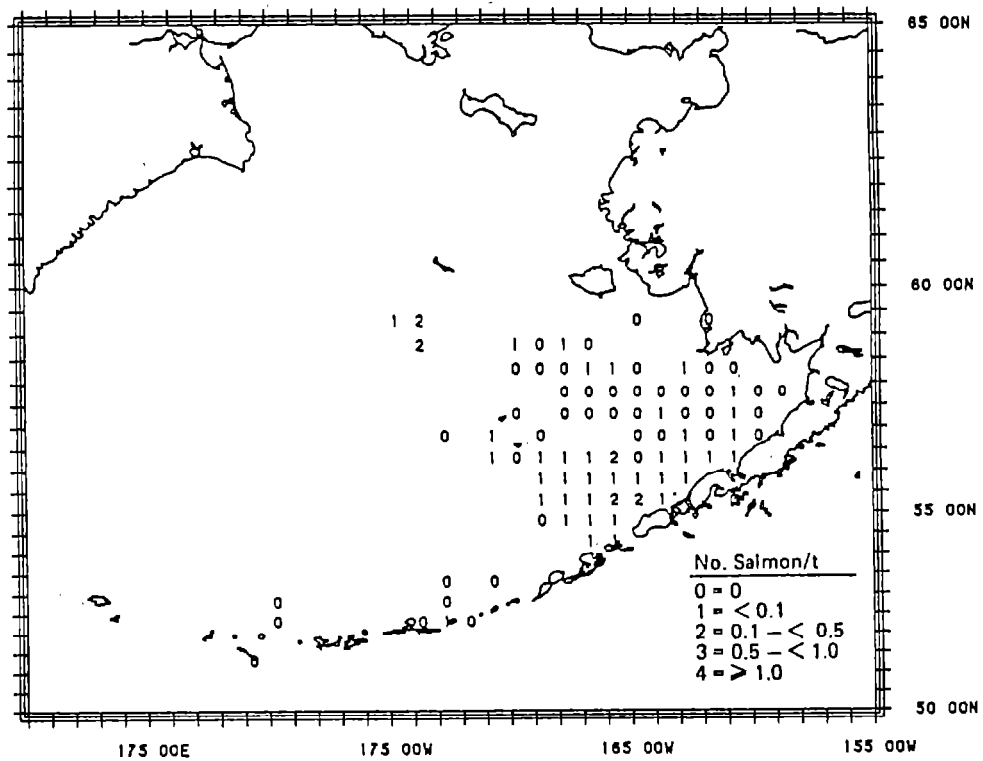 65 00N
60 00N
1 2 0 0
2 1 0 1 0
0 0 0 1 1 0 1 0 0
0 0 0 0 0 0 0 1 0 0
0 0 0 0 0 1 0 0 1 0
0 1 0 0 0 1 0 1 0
1 0 1 1 1 2 0 1 1 1 1
1 1 1 1 1 1 1
1 1 1 2 2 1
55 00N
0 1 1 1
1
No. Salmon/t
0 = 0
1 = < 0.1
2 = 0.1 – < 0.5
3 = 0.5 – < 1.0
4 = ⩾ 1.0
0 0
0 0
0 0 0
50 00N
175 00E 175 00W 165 00W 155 00W